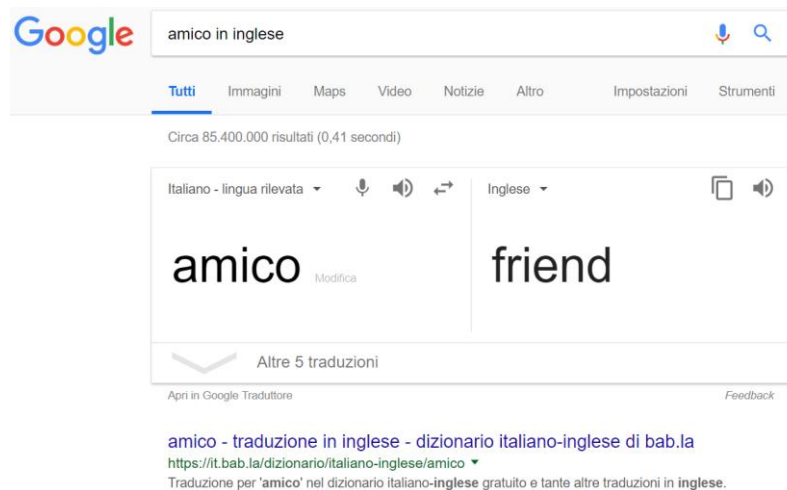 Google amico in inglese
Tutti Immagini Maps Video Notizie Altro Impostazioni Strumenti
Circa 85.400.000 risultati (0,41 secondi)
Italiano - lingua rilevata Inglese
amico Modifica friend
Altre 5 traduzioni
Apri in Google Traduttore Feedback
amico - traduzione in inglese - dizionario italiano-inglese di bab.la
https://it.bab.la/dizionario/italiano-inglese/amico
Traduzione per 'amico' nel dizionario italiano-inglese gratuito e tante altre traduzioni in inglese.